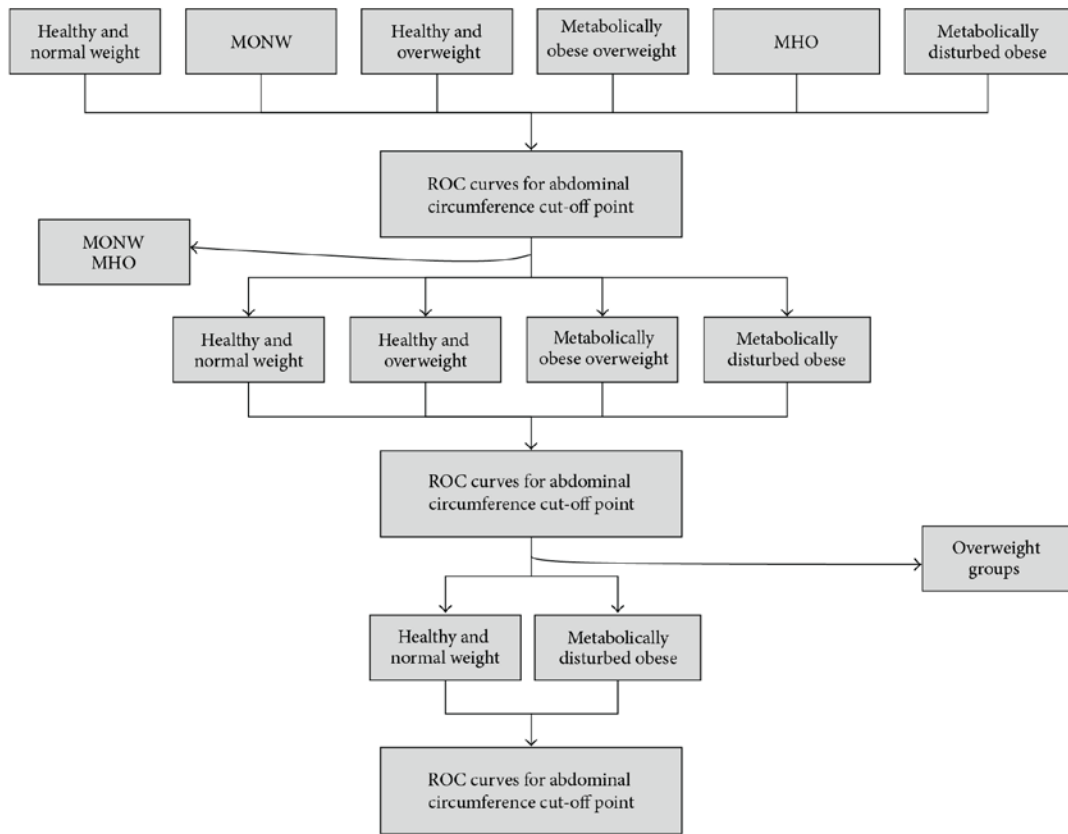 Healthy and
normal weight
MONW
Healthy and
overweight
Metabolically
obese overweight
MHO
Metabolically
disturbed obese
ROC curves for abdominal
circumference cut-off point
MONW
MHO
Healthy and
normal weight
Healthy and
overweight
Metabolically
obese overweight
Metabolically
disturbed obese
ROC curves for abdominal
circumference cut-off point
Overweight
groups
Healthy and
normal weight
Metabolically
disturbed obese
ROC curves for abdominal
circumference cut-off point